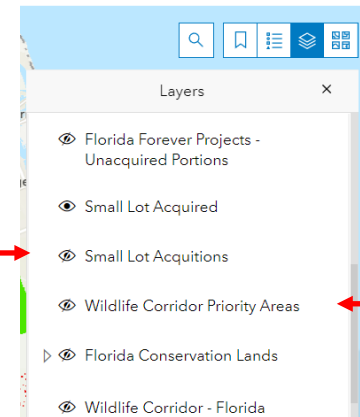 Layers
Florida Forever Projects -
Unacquired Portions
Small Lot Acquired
Small Lot Acquitions
Wildlife Corridor Priority Areas
Florida Conservation Lands
Wildlife Corridor - Florida